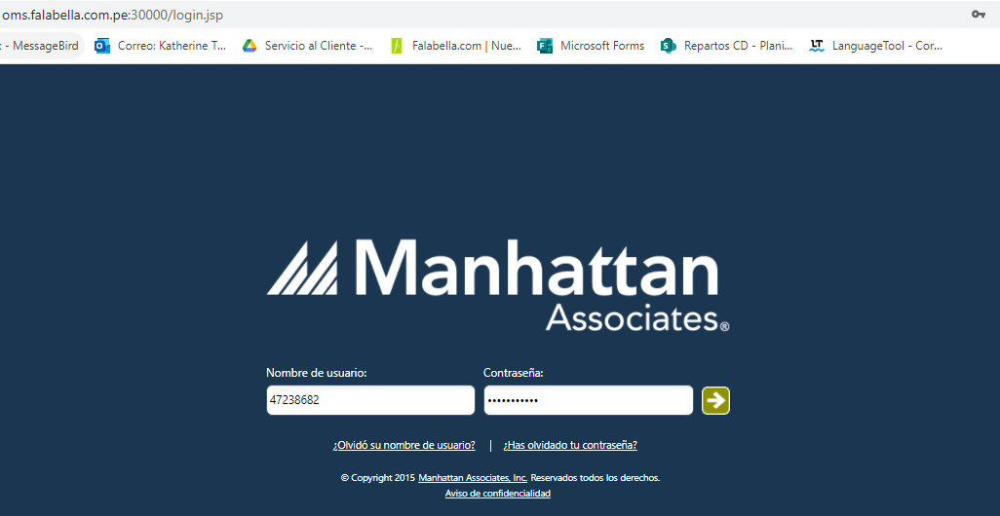 oms.falabella.com.pe:30000/login.jsp
- MessageBird Correo: Katherine T... Servicio al Cliente -... Falabella.com | Nue... Microsoft Forms Repartos CD - Plani... LT LanguageTool - Cor...
Manhattan
Associates®
Nombre de usuario: Contraseña:
47238682 •••••••••••
¿Olvidó su nombre de usuario? | ¿Has olvidado tu contraseña?
© Copyright 2015 Manhattan Associates, Inc. Reservados todos los derechos.
Aviso de confidencialidad